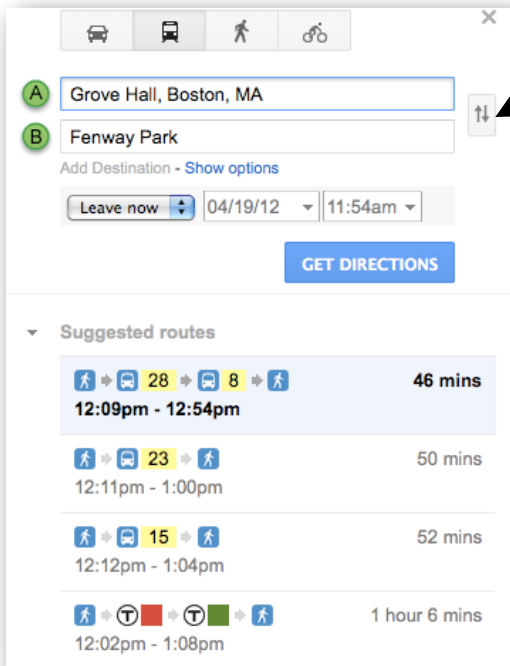 A Grove Hall, Boston, MA
B Fenway Park
Add Destination - Show options
Leave now 04/19/12 11:54am
GET DIRECTIONS
Suggested routes
28 8 46 mins
12:09pm - 12:54pm
23 50 mins
12:11pm - 1:00pm
15 52 mins
12:12pm - 1:04pm
T T 1 hour 6 mins
12:02pm - 1:08pm